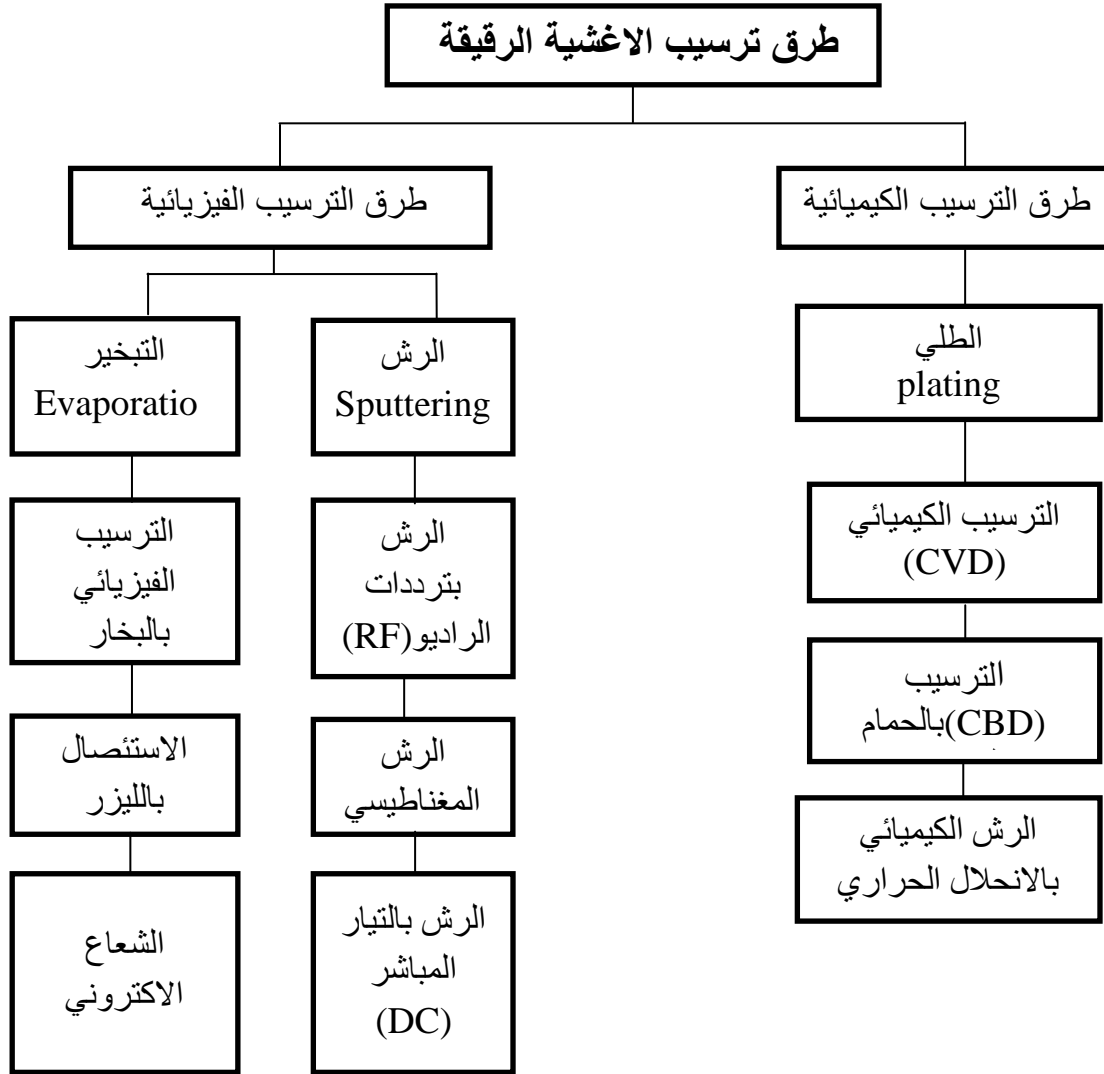 طرق ترسيب الاغشية الرقيقة
طرق الترسيب الكيميائية
طرق الترسيب الفيزيائية
الطلي
plating
الرش
Sputtering
التبخير
Evaporatio
الترسيب الكيميائي
(CVD)
الرش
بترددات
الراديو(RF)
الترسيب
الفيزيائي
بالبخار
الترسيب
بالحمام(CBD)
الرش
المغناطيسي
الاستئصال
بالليزر
الرش الكيميائي
بالانحلال الحراري
الرش بالتيار
المباشر
(DC)
الشعاع
الاكتروني